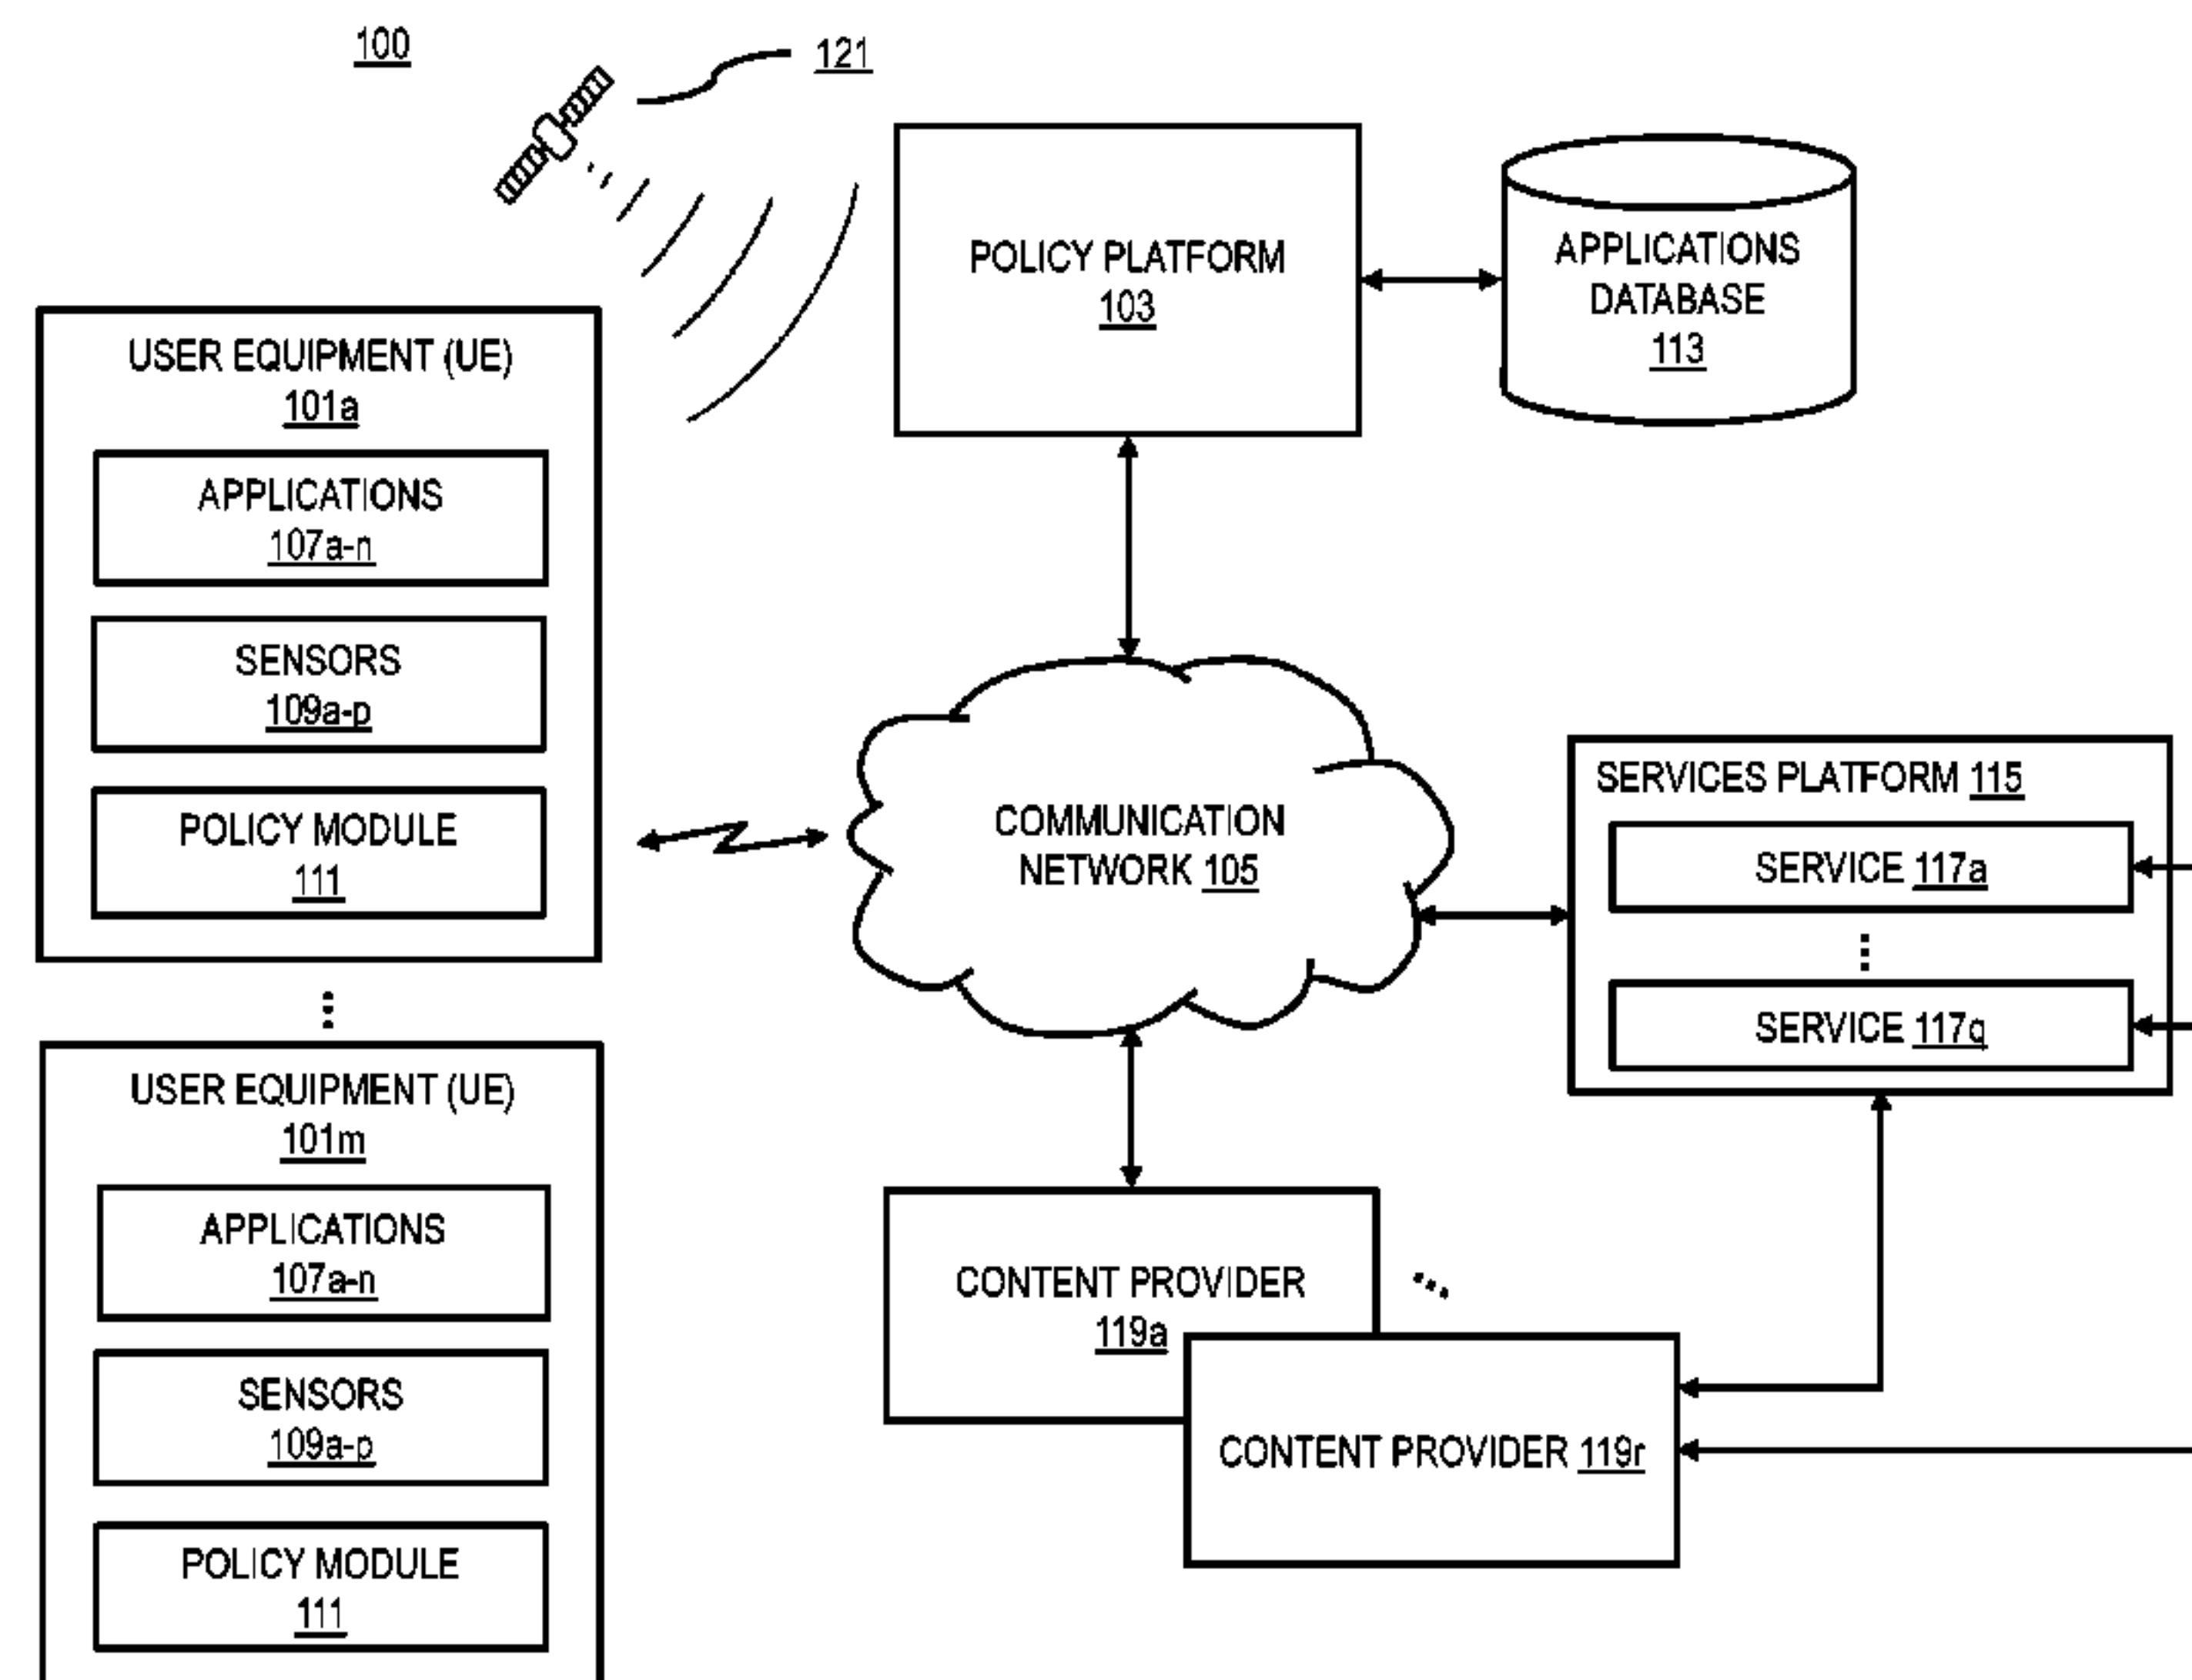 100
121
POLICY PLATFORM
103
APPLICATIONS
DATABASE
113
USER EQUIPMENT (UE)
101a
APPLICATIONS
107a-n
SENSORS
109a-p
POLICY MODULE
111
COMMUNICATION
NETWORK 105
SERVICES PLATFORM 115
SERVICE 117a
SERVICE 117q
USER EQUIPMENT (UE)
101m
APPLICATIONS
107a-n
SENSORS
109a-p
POLICY MODULE
111
CONTENT PROVIDER
119a
CONTENT PROVIDER 119r